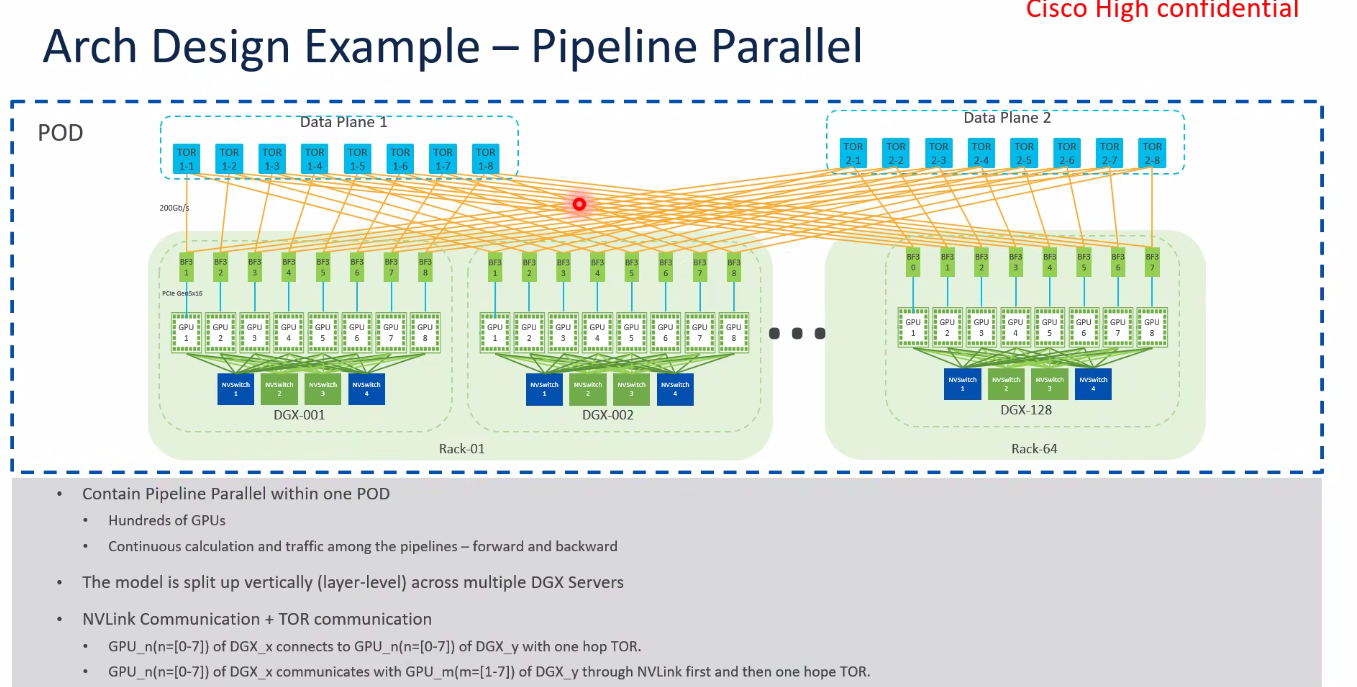 Cisco High confidential
Arch Design Example – Pipeline Parallel
POD
Data Plane 1
Data Plane 2
TOR 1-1 TOR 1-2 TOR 1-3 TOR 1-4 TOR 1-5 TOR 1-6 TOR 1-7 TOR 1-8
TOR 2-1 TOR 2-2 TOR 2-3 TOR 2-4 TOR 2-5 TOR 2-6 TOR 2-7 TOR 2-8
200Gb/s
BF3 1 BF3 2 BF3 3 BF3 4 BF3 5 BF3 6 BF3 7 BF3 8
BF3 1 BF3 2 BF3 3 BF3 4 BF3 5 BF3 6 BF3 7 BF3 8
BF3 0 BF3 1 BF3 2 BF3 3 BF3 4 BF3 5 BF3 6 BF3 7
PCIe Gen5x16
GPU 1 GPU 2 GPU 3 GPU 4 GPU 5 GPU 6 GPU 7 GPU 8
GPU 1 GPU 2 GPU 3 GPU 4 GPU 5 GPU 6 GPU 7 GPU 8
GPU 1 GPU 2 GPU 3 GPU 4 GPU 5 GPU 6 GPU 7 GPU 8
NVSwitch 1 NVSwitch 2 NVSwitch 3 NVSwitch 4
NVSwitch 1 NVSwitch 2 NVSwitch 3 NVSwitch 4
NVSwitch 1 NVSwitch 2 NVSwitch 3 NVSwitch 4
DGX-001
DGX-002
DGX-128
Rack-01
Rack-64
• Contain Pipeline Parallel within one POD
• Hundreds of GPUs
• Continuous calculation and traffic among the pipelines – forward and backward
• The model is split up vertically (layer-level) across multiple DGX Servers
• NVLink Communication + TOR communication
• GPU_n(n=[0-7]) of DGX_x connects to GPU_n(n=[0-7]) of DGX_y with one hop TOR.
• GPU_n(n=[0-7]) of DGX_x communicates with GPU_m(m=[1-7]) of DGX_y through NVLink first and then one hope TOR.